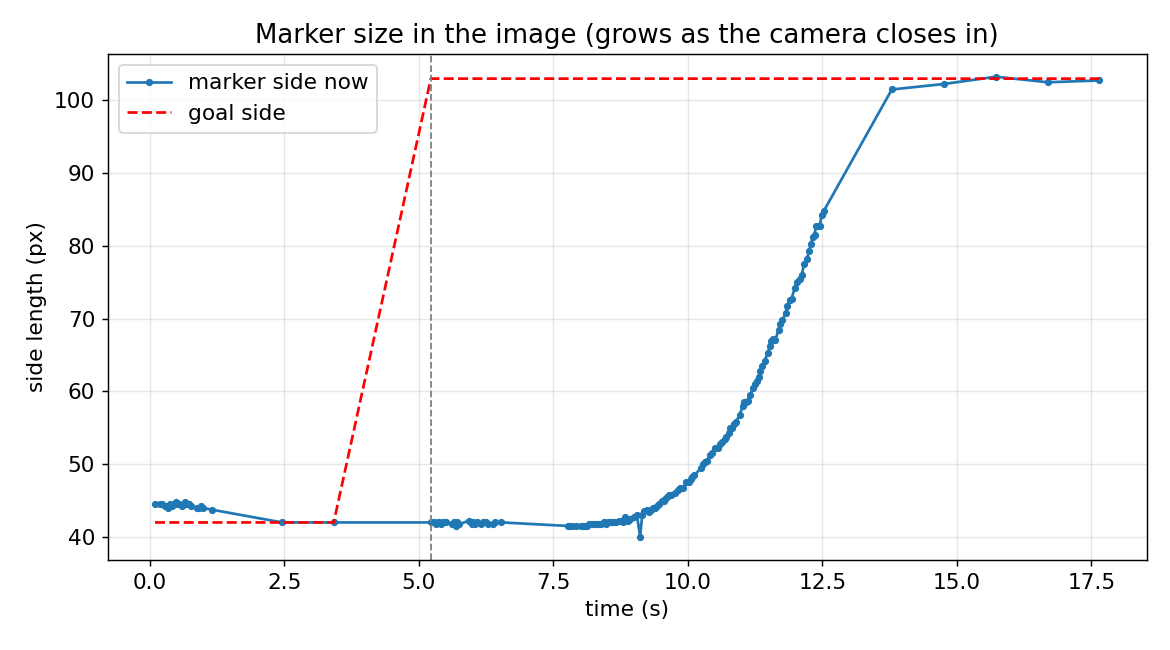 Marker size in the image (grows as the camera closes in)
marker side now
goal side
side length (px)
100
90
80
70
60
50
40
0.0 2.5 5.0 7.5 10.0 12.5 15.0 17.5
time (s)